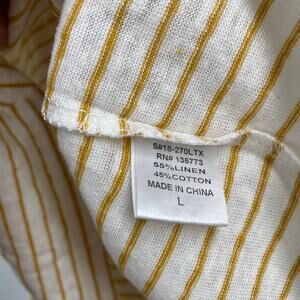 S#18-270LTX
RN# 135773
55%LINEN
45%COTTON
MADE IN CHINA
L